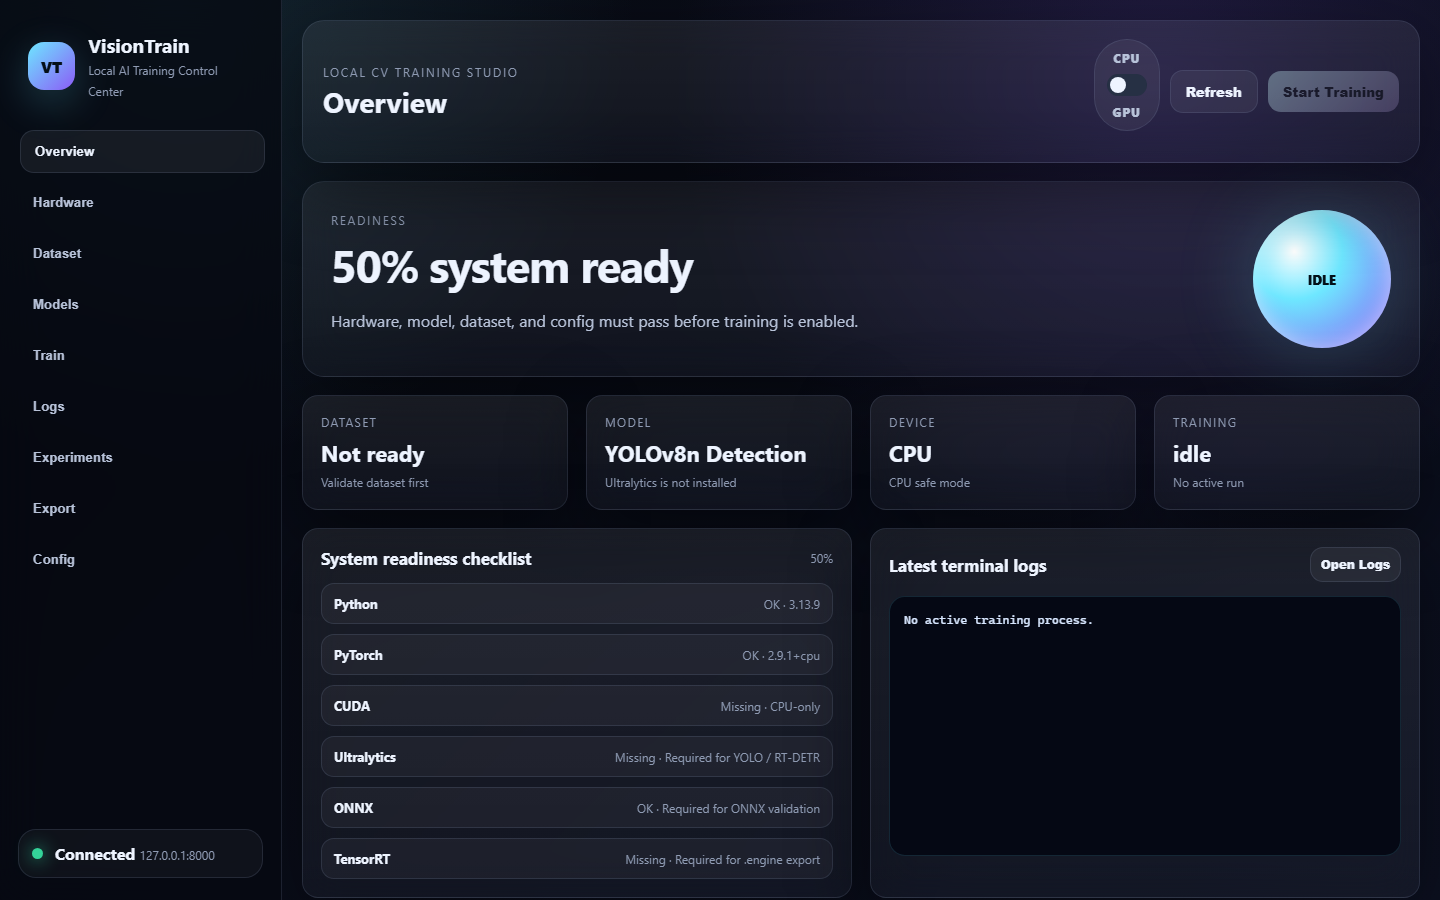 VT
VisionTrain
Local AI Training Control
Center
Overview
Hardware
Dataset
Models
Train
Logs
Experiments
Export
Config
Connected 127.0.0.1:8000
LOCAL CV TRAINING STUDIO
Overview
CPU
GPU
Refresh
Start Training
READINESS
50% system ready
Hardware, model, dataset, and config must pass before training is enabled.
IDLE
DATASET
Not ready
Validate dataset first
MODEL
YOLOv8n Detection
Ultralytics is not installed
DEVICE
CPU
CPU safe mode
TRAINING
idle
No active run
System readiness checklist 50%
Python OK · 3.13.9
PyTorch OK · 2.9.1+cpu
CUDA Missing · CPU-only
Ultralytics Missing · Required for YOLO / RT-DETR
ONNX OK · Required for ONNX validation
TensorRT Missing · Required for .engine export
Latest terminal logs
Open Logs
No active training process.